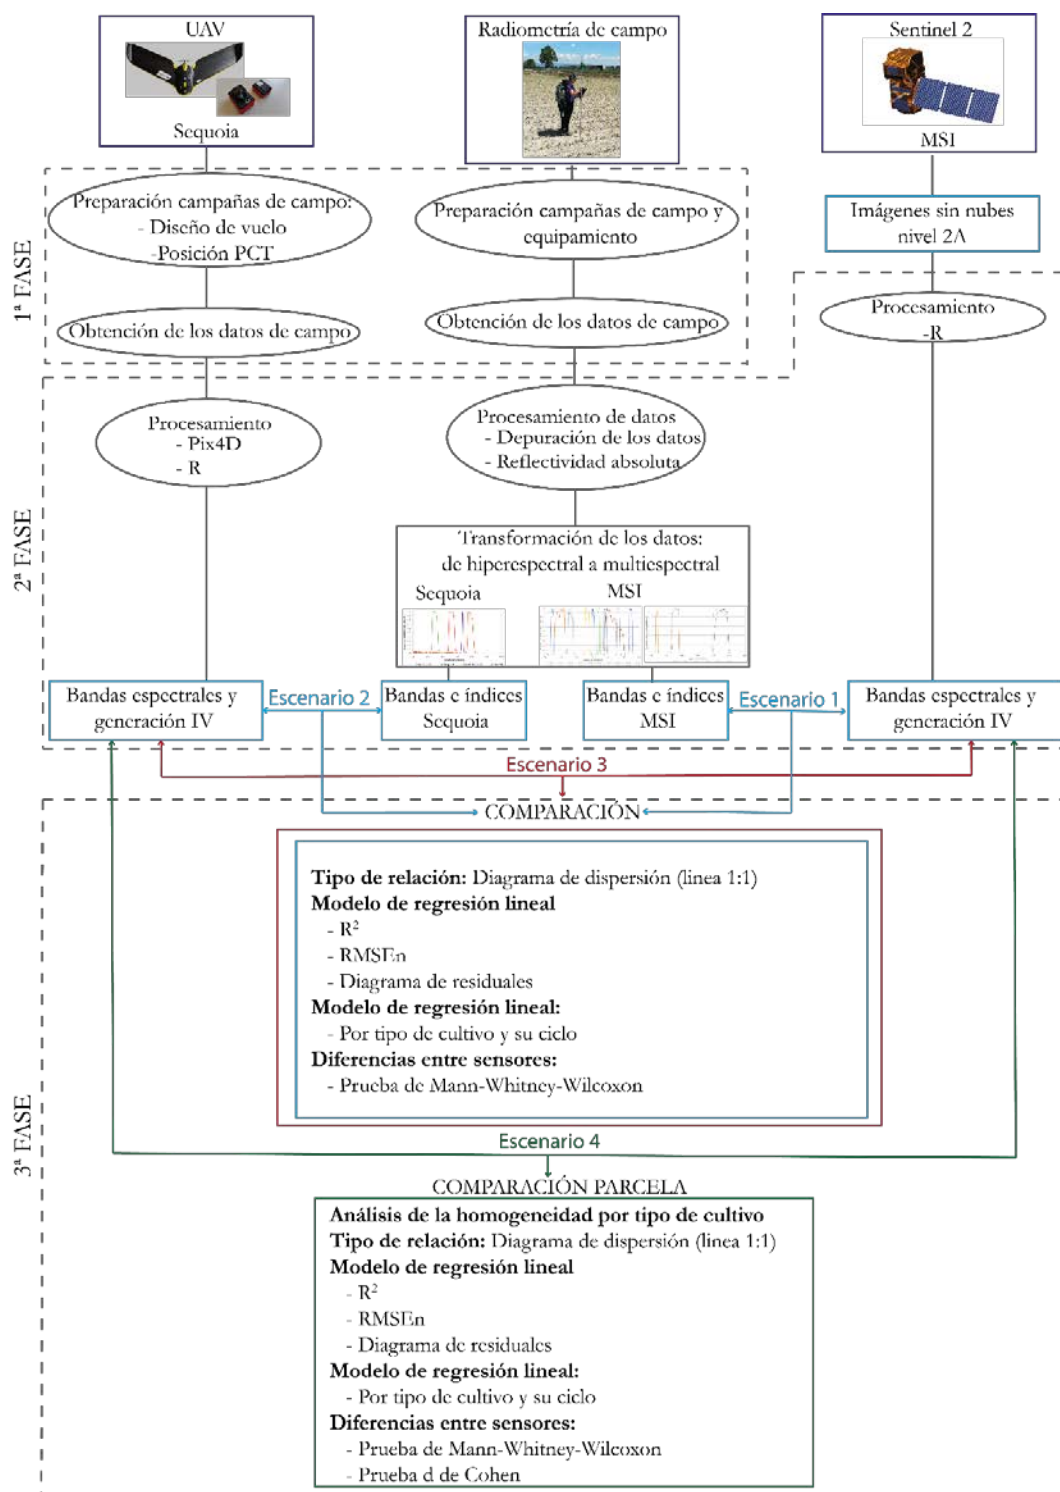 UAV
Sequoia
Radiometría de campo
Sentinel 2
MSI
1ª FASE
Preparación campañas de campo:
- Diseño de vuelo
-Posición PCT
Preparación campañas de campo y
equipamiento
Imágenes sin nubes
nivel 2A
Obtención de los datos de campo
Obtención de los datos de campo
Procesamiento
-R
2ª FASE
Procesamiento
- Pix4D
- R
Procesamiento de datos
- Depuración de los datos
- Reflectividad absoluta
Transformación de los datos:
de hiperespectral a multiespectral
Sequoia
MSI
Bandas espectrales y
generación IV
Escenario 2
Bandas e índices
Sequoia
Bandas e índices
MSI
Escenario 1
Bandas espectrales y
generación IV
Escenario 3
3ª FASE
COMPARACIÓN
Tipo de relación: Diagrama de dispersión (linea 1:1)
Modelo de regresión lineal
- R²
- RMSEn
- Diagrama de residuales
Modelo de regresión lineal:
- Por tipo de cultivo y su ciclo
Diferencias entre sensores:
- Prueba de Mann-Whitney-Wilcoxon
Escenario 4
COMPARACIÓN PARCELA
Análisis de la homogeneidad por tipo de cultivo
Tipo de relación: Diagrama de dispersión (linea 1:1)
Modelo de regresión lineal
- R²
- RMSEn
- Diagrama de residuales
Modelo de regresión lineal:
- Por tipo de cultivo y su ciclo
Diferencias entre sensores:
- Prueba de Mann-Whitney-Wilcoxon
- Prueba d de Cohen